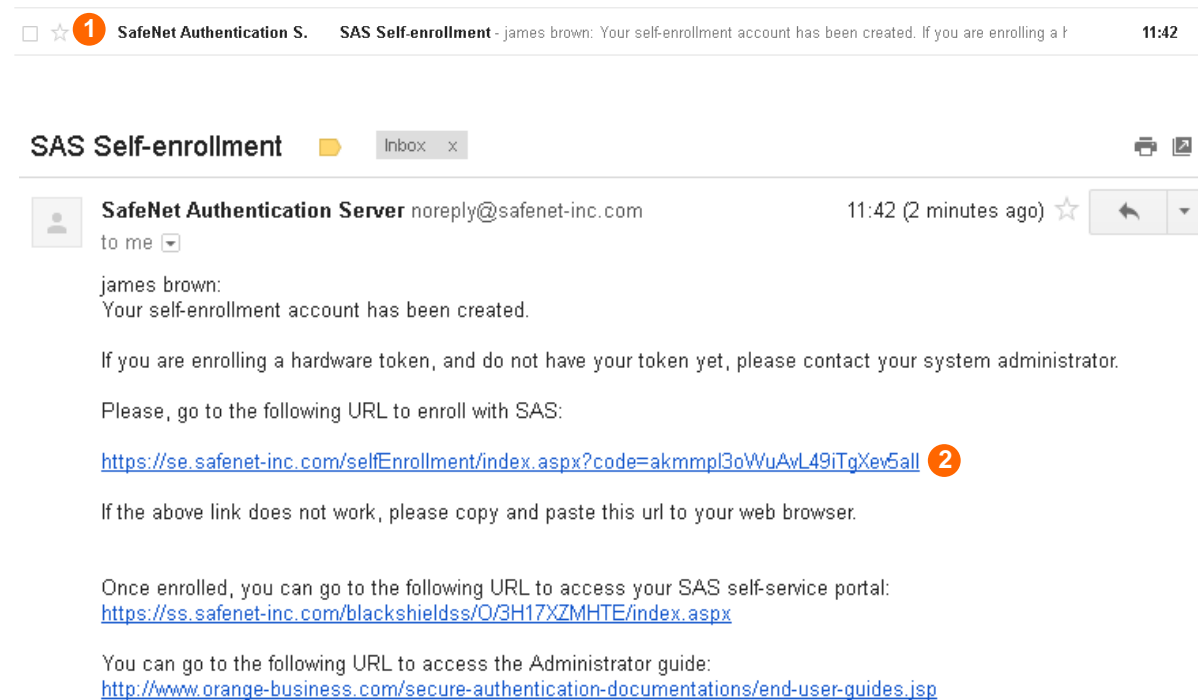 1 SafeNet Authentication S. SAS Self-enrollment - james brown: Your self-enrollment account has been created. If you are enrolling a h 11:42
SAS Self-enrollment Inbox x
SafeNet Authentication Server noreply@safenet-inc.com 11:42 (2 minutes ago)
to me
james brown:
Your self-enrollment account has been created.
If you are enrolling a hardware token, and do not have your token yet, please contact your system administrator.
Please, go to the following URL to enroll with SAS:
https://se.safenet-inc.com/selfEnrollment/index.aspx?code=akmmpl3oWuAvL49iTgXev5all 2
If the above link does not work, please copy and paste this url to your web browser.
Once enrolled, you can go to the following URL to access your SAS self-service portal:
https://ss.safenet-inc.com/blackshieldss/O/3H17XZMHTE/index.aspx
You can go to the following URL to access the Administrator guide:
http://www.orange-business.com/secure-authentication-documentations/end-user-guides.jsp